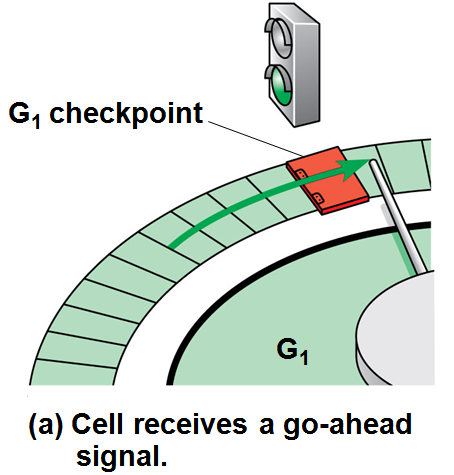 G₁ checkpoint
G₁
(a) Cell receives a go-ahead
signal.